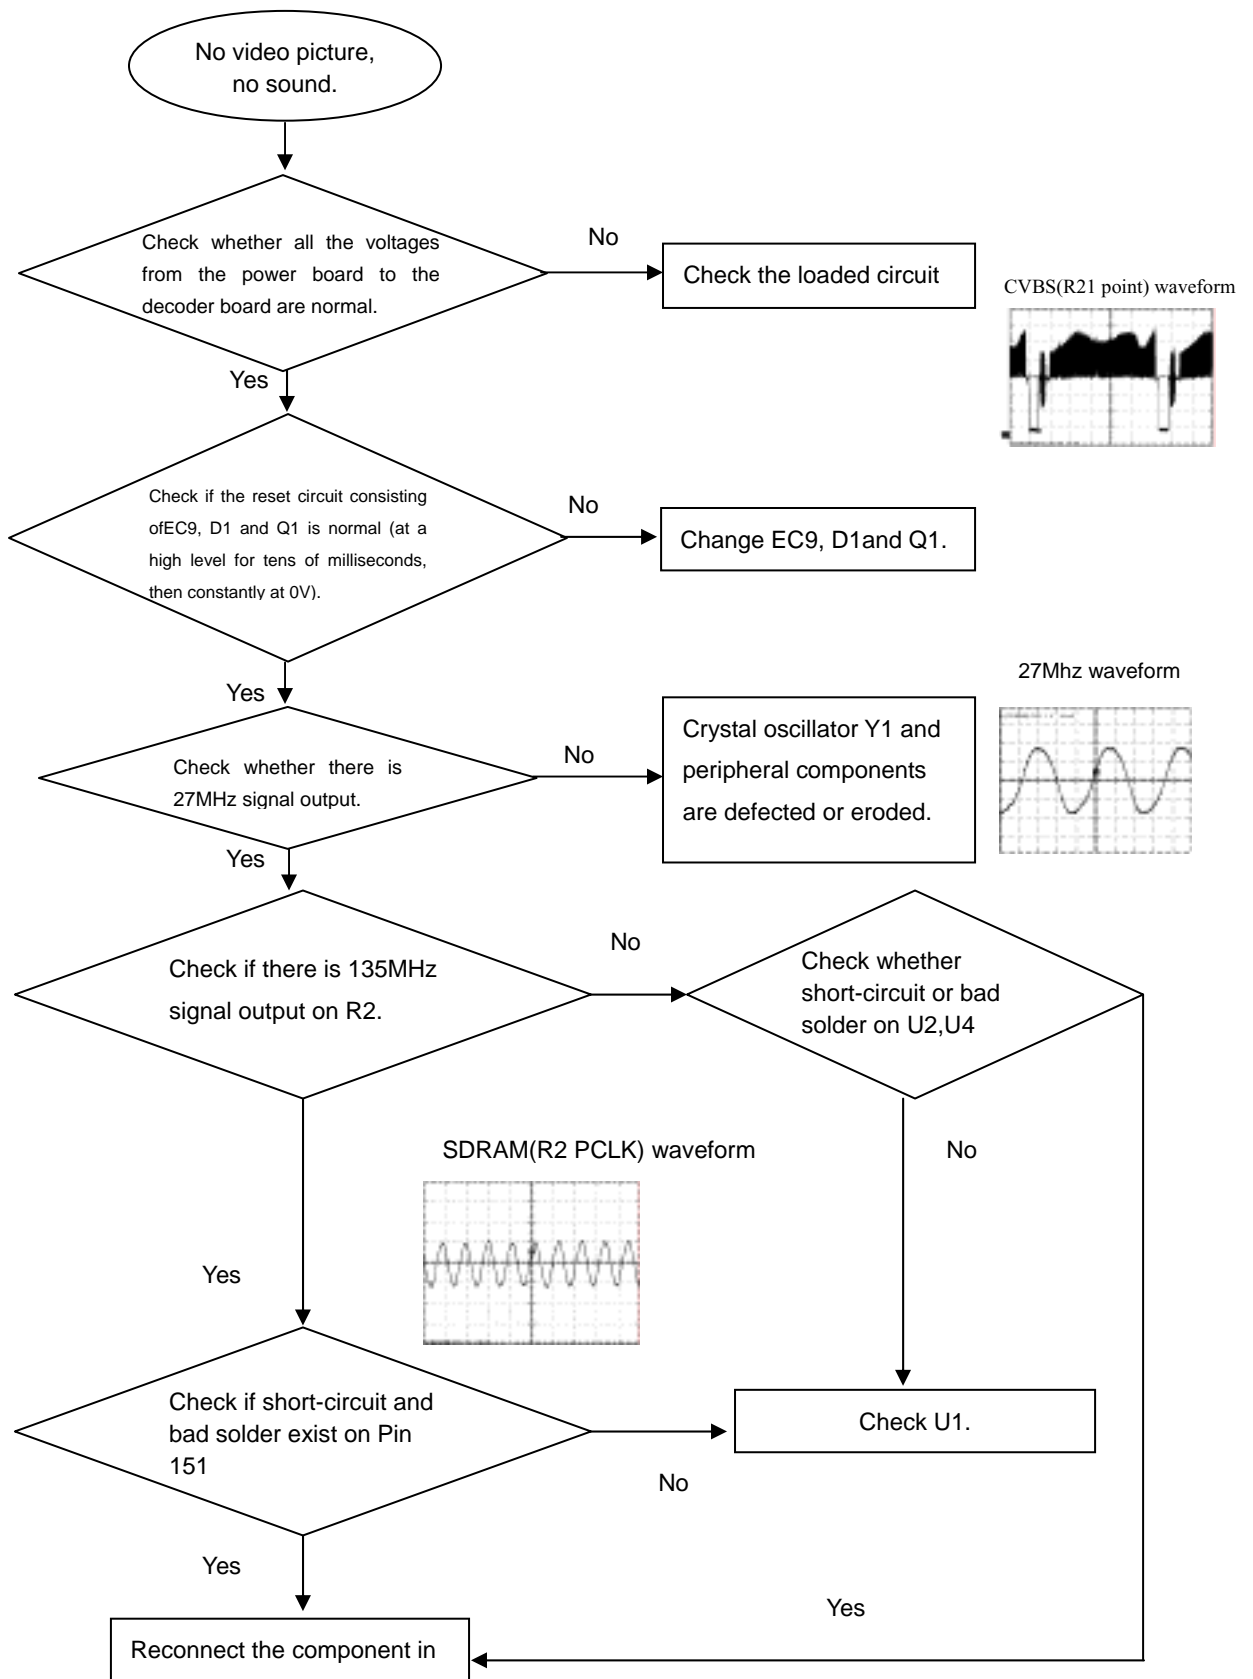 No video picture,
no sound.
Check whether all the voltages
from the power board to the
decoder board are normal.
No
Check the loaded circuit
CVBS(R21 point) waveform
Yes
Check if the reset circuit consisting
ofEC9, D1 and Q1 is normal (at a
high level for tens of milliseconds,
then constantly at 0V).
No
Change EC9, D1and Q1.
Yes
27Mhz waveform
Check whether there is
27MHz signal output.
No
Crystal oscillator Y1 and
peripheral components
are defected or eroded.
Yes
Check if there is 135MHz
signal output on R2.
No
Check whether
short-circuit or bad
solder on U2,U4
No
SDRAM(R2 PCLK) waveform
Yes
Check if short-circuit and
bad solder exist on Pin
151
No
Check U1.
Yes
Yes
Reconnect the component in